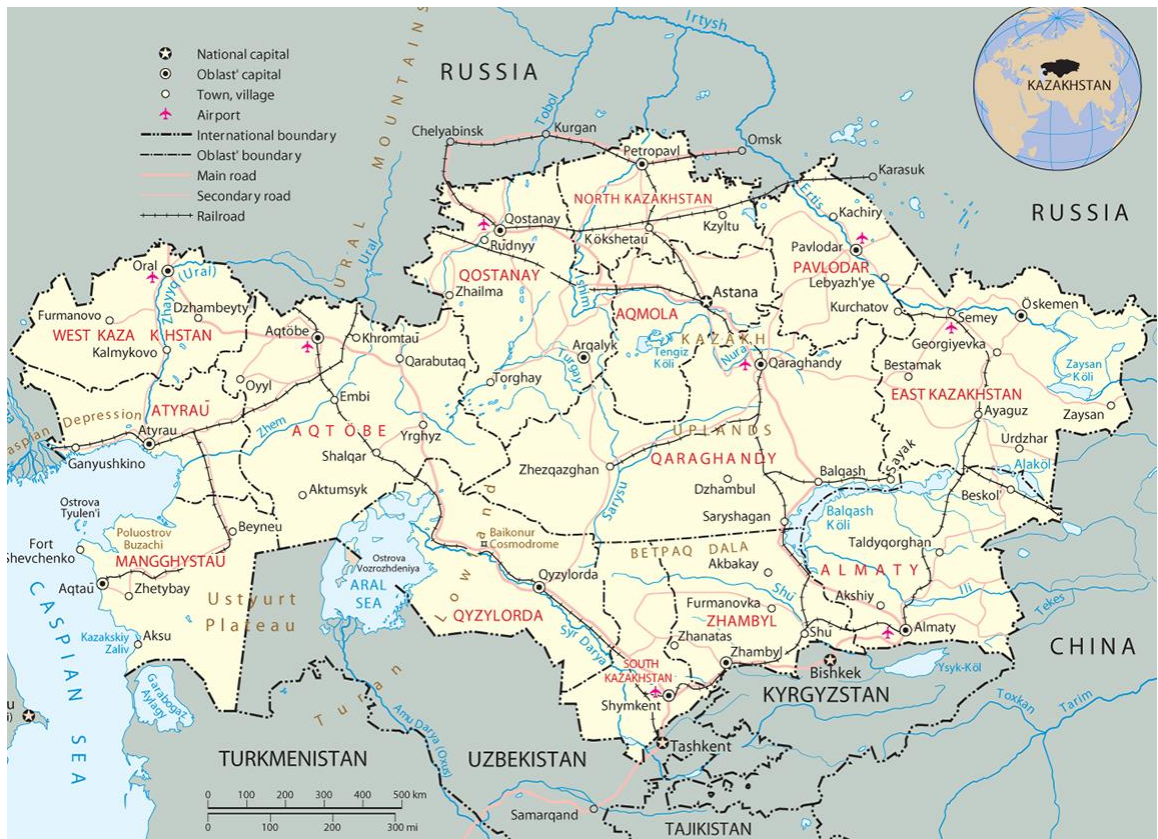 Irtysh
National capital
Oblast' capital
Town, village
Airport
International boundary
Oblast' boundary
Main road
Secondary road
Railroad
RUSSIA
KAZAKHSTAN
URAL MOUNTAINS
Tobol
Chelyabinsk
Kurgan
Petropavl
Omsk
Karasuk
Ertis
NORTH KAZAKHSTAN
Kachiry
RUSSIA
Qostanay
Kzyltu
Rudnyy
Kökshetau
Pavlodar
Ural
Oral
Zhayyq (Ural)
QOSTANAY
Ishim
PAVLODAR
Lebyazh'ye
Zhailma
Astana
Kurchatov
Öskemen
Dzhambeyty
Furmanovo
AQMOLA
Semey
WEST KAZAKHSTAN
Aqtöbe
Khromtau
KAZAKH
Georgiyevka
Kalmykovo
Qarabutaq
Arqalyk
Tengiz
Köli
Nura
Qaraghandy
Bestamak
Zaysan
Köli
Turgay
Torghay
Oyyl
Embi
EAST KAZAKHSTAN
Zaysan
aspian Depression
ATYRAŪ
Ayaguz
Zhem
AQTÖBE
Yrghyz
UPLANDS
Atyrau
Urdzhar
Ganyushkino
Shalqar
Zhezqazghan
QARAGHANDY
Balqash
Sayak
Alaköl
Dzhambul
Beskol'
Aktumsyk
Sarysu
Ostrova
Tyulen'i
Saryshagan
Balqash
Köli
Poluostrov
Buzachi
Beyneu
Baikonur
Cosmodrome
Taldyqorghan
Fort
Shevchenko
MANGGHYSTAŪ
Ostrova
Vozrozhdeniya
BETPAQ DALA
Akbakay
ALMATY
Aqtaū
Zhetybay
ARAL
SEA
Lowland
Qyzylorda
Shu
Akshiy
Ili
Tekes
Ustyurt
Plateau
QYZYLORDA
Furmanovka
ZHAMBYL
Almaty
Kazakskiy
Zaliv
Aksu
Syr Darya
Zhanatas
Shu
CHINA
CASPIAN SEA
SOUTH
KAZAKHSTAN
Zhambyl
Bishkek
Ysyk-Köl
Garabogaz
Aylagy
Turan
Shymkent
KYRGYZSTAN
Toxkan
Tarim
Amu Darya (Oxus)
Tashkent
TURKMENISTAN
UZBEKISTAN
0 100 200 300 400 500 km
0 100 200 300 mi
Samarqand
TAJIKISTAN